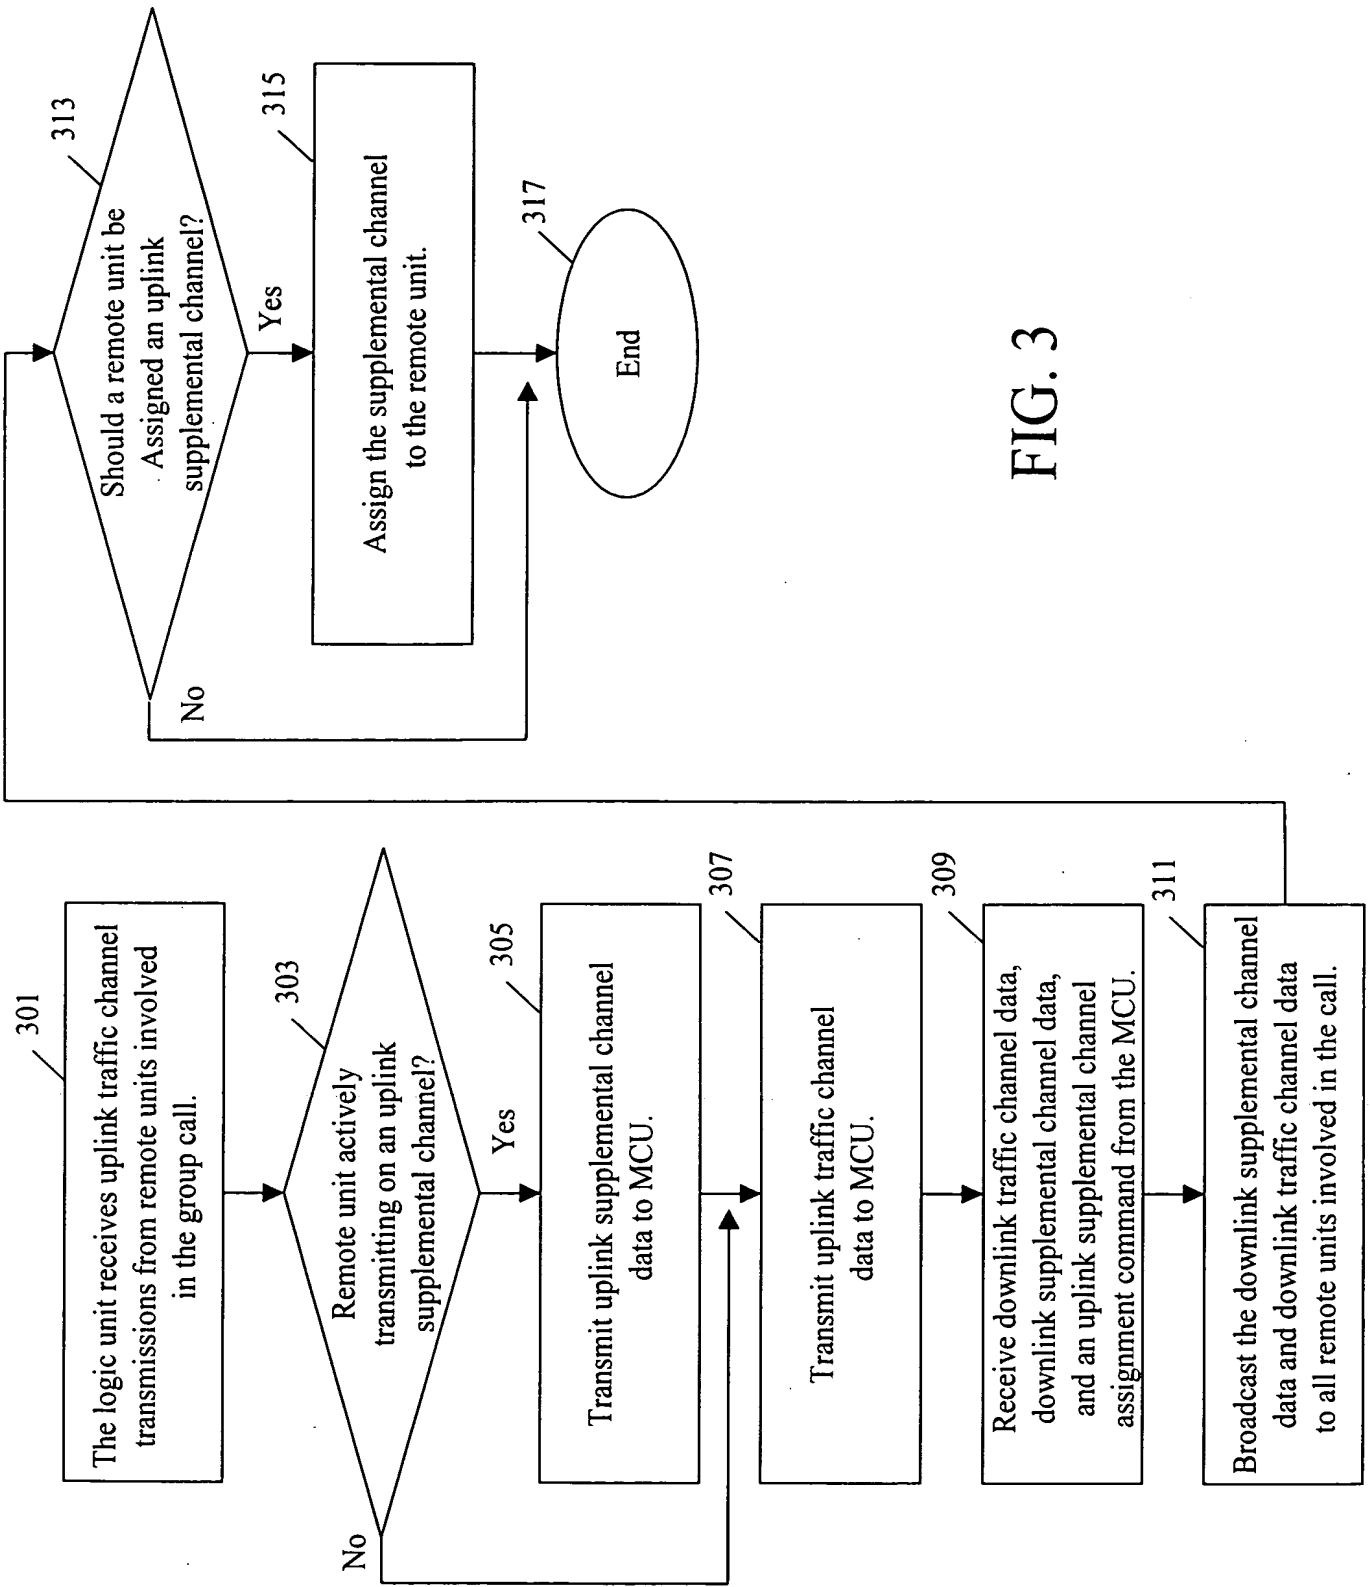 301
The logic unit receives uplink traffic channel
transmissions from remote units involved
in the group call.
303
Remote unit actively
transmitting on an uplink
supplemental channel?
No
Yes
305
Transmit uplink supplemental channel
data to MCU.
307
Transmit uplink traffic channel
data to MCU.
309
Receive downlink traffic channel data,
downlink supplemental channel data,
and an uplink supplemental channel
assignment command from the MCU.
311
Broadcast the downlink supplemental channel
data and downlink traffic channel data
to all remote units involved in the call.
313
Should a remote unit be
Assigned an uplink
supplemental channel?
No
Yes
315
Assign the supplemental channel
to the remote unit.
317
End
FIG. 3